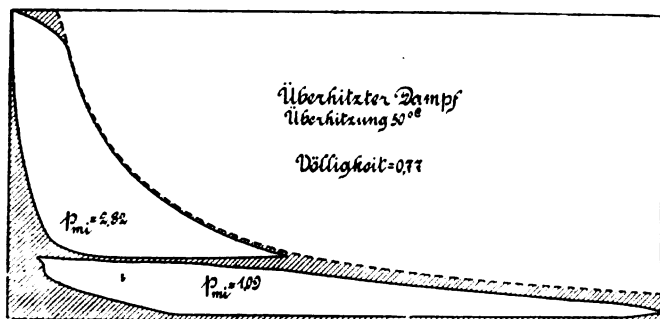 Überhitzter Dampf
Überhitzung 50°C
Völligkeit=0,77
pmi=2,82
pmi=1,09